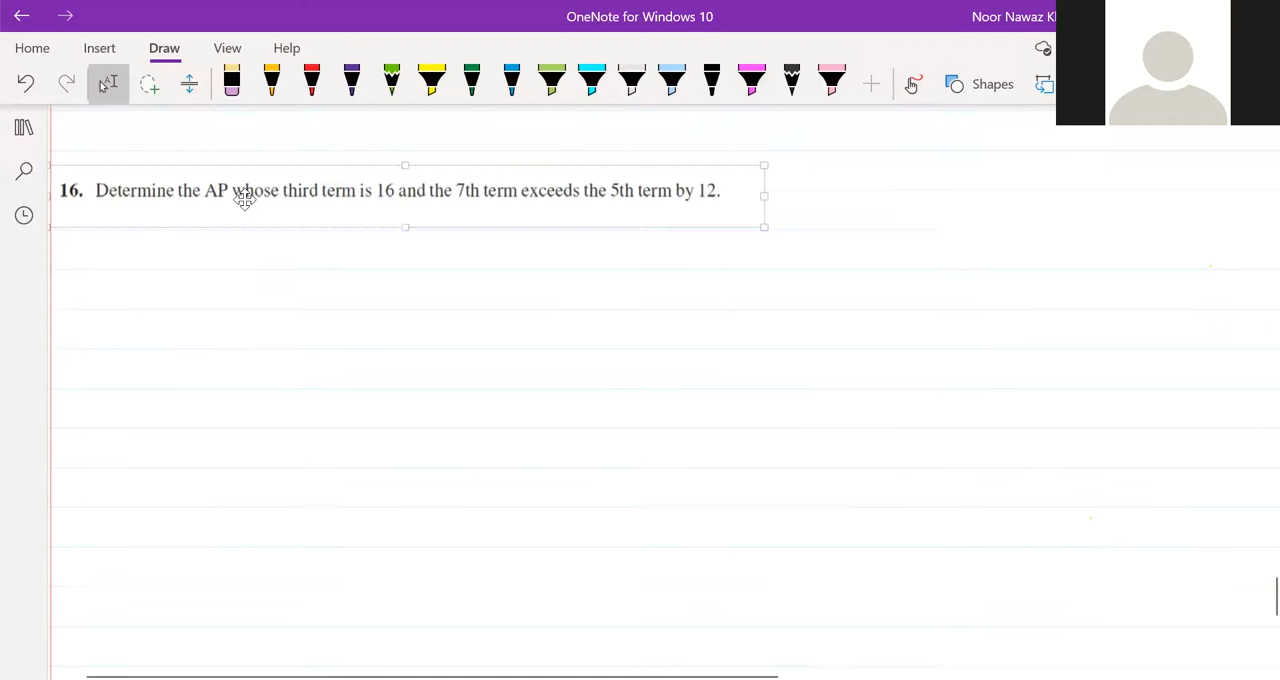 OneNote for Windows 10
Noor Nawaz Kh
Home Insert Draw View Help
Shapes
16. Determine the AP whose third term is 16 and the 7th term exceeds the 5th term by 12.